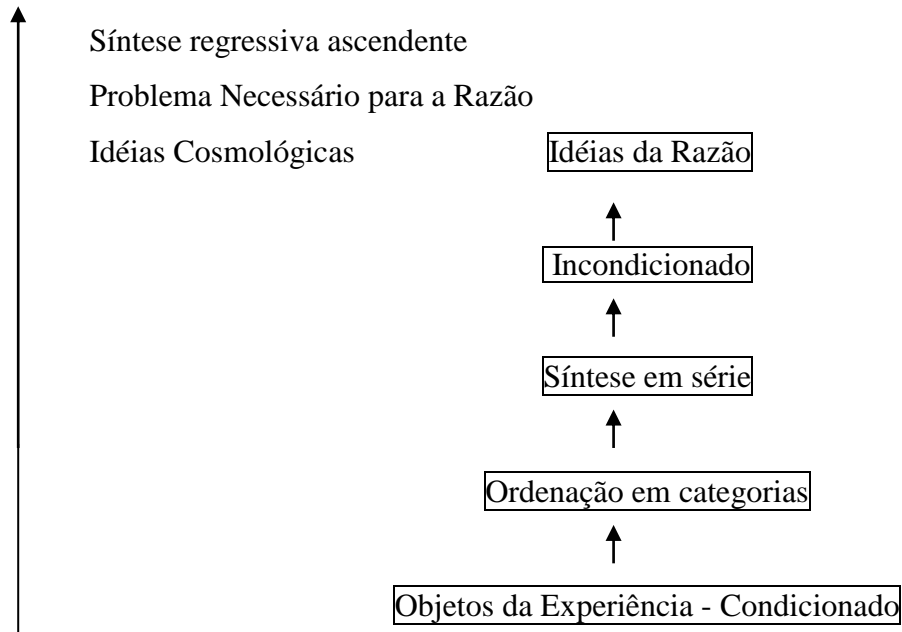 Síntese regressiva ascendente
Problema Necessário para a Razão
Idéias Cosmológicas
Idéias da Razão
Incondicionado
Síntese em série
Ordenação em categorias
Objetos da Experiência - Condicionado